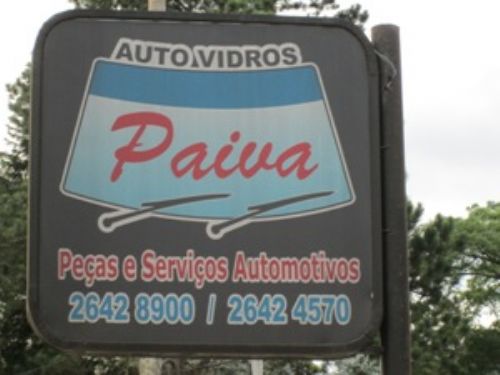 AUTO VIDROS
Paiva
Peças e Serviços Automotivos
2642 8900 / 2642 4570